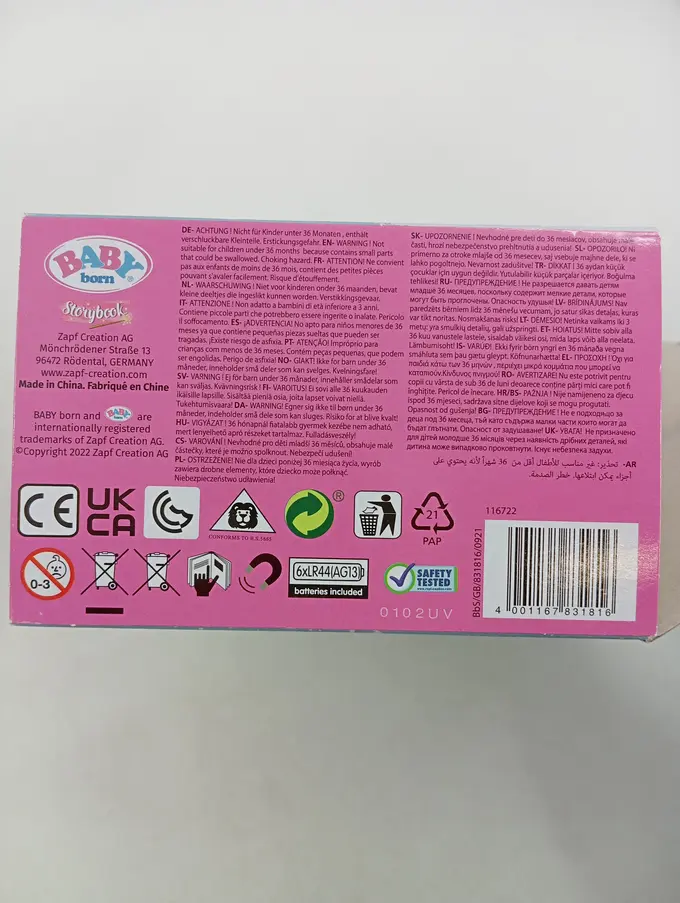 BABY
born
Storybook
Zapf Creation AG
Mönchrödener Straße 13
96472 Rödental, GERMANY
www.zapf-creation.com
Made in China. Fabriqué en Chine
BABY born and BABY born are
internationally registered
trademarks of Zapf Creation AG.
©Copyright 2022 Zapf Creation AG
DE- ACHTUNG ! Nicht für Kinder unter 36 Monaten , enthält
verschluckbare Kleinteile. Erstickungsgefahr. EN- WARNING ! Not
suitable for children under 36 months because contains small parts
that could be swallowed. Choking hazard. FR- ATTENTION! Ne convient
pas aux enfants de moins de 36 mois, contient des petites pièces
pouvant s'avaler facilement. Risque d'étouffement.
NL- WAARSCHUWING ! Niet voor kinderen onder 36 maanden, bevat
kleine deeltjes die ingeslikt kunnen worden. Verstikkingsgevaar.
IT- ATTENZIONE ! Non adatto a bambini di età inferiore a 3 anni,
Contiene piccole parti che potrebbero essere ingerite o inalate. Pericolo
il soffocamento. ES- ¡ADVERTENCIA! No apto para niños menores de 36
meses ya que contiene pequeñas piezas sueltas que pueden ser
tragadas. ¡Existe riesgo de asfixia. PT- ATENÇÃO! Impróprio para
crianças com menos de 36 meses. Contém peças pequenas, que podem
ser engolidas. Perigo de asfixia! NO- GIAKT! Ikke for barn under 36
måneder, inneholder små deler som kan svelges. Kvelningsfare!
SV- VARNING ! Ej för barn under 36 månader, innehåller smådelar som
kan sväljas. Kvävningsrisk ! FI- VAROITUS! Ei sovi alle 36 kuukauden
ikäisille lapsille. Sisältää pieniä osia, joita lapset voivat niellä.
Tukehtumisvaara! DA- WARNING! Egner sig ikke til børn under 36
måneder, indeholder små dele som kan sluges. Risiko for at blive kvalt!
HU- VIGYÁZAT ! 36 hónapnál fiatalabb gyermek kezébe nem adható,
mert lenyelhető apró részeket tartalmaz. Fulladásveszély!
CS- VAROVÁNÍ ! Nevhodné pro děti mladší 36 měsíců, obsahuje malé
částečky, které je možno spolknout. Nebezpečí udušení!
PL- OSTRZEŻENIE! Nie dla dzieci poniżej 36 miesiąca życia, wyrób
zawiera drobne elementy, które dziecko może połknąć.
Niebezpieczeństwo udławienia!
SK- UPOZORNENIE ! Nevhodné pre deti do 36 mesiacov, obsahuje malé
časti, hrozí nebezpečenstvo prehltnutia a udusenia! SL- OPOZORILO! Ni
primerno za otroke mlajše od 36 mesecev, saj vsebuje majhne dele, ki se
lahko pogoltnejo. Nevarnost zadušitve! TR- DİKKAT ! 36 aydan küçük
çocuklar için uygun değildir. Yutulabilir küçük parçalar içeriyor. Boğulma
tehlikesi! RU- ПРЕДУПРЕЖДЕНИЕ ! Не разрешается давать детям
младше 36 месяцев, поскольку содержит мелкие детали, которые
могут быть проглочены. Опасность удушья! LV- BRĪDINĀJUMS! Nav
paredzēts bērniem līdz 36 mēnešu vecumam, jo satur sīkas detaļas, kuras
var tikt norītas. Nosmakšanas risks! LT- DĖMESIO! Netinka vaikams iki 3
metų: yra smulkių detalių, gali užspringti. ET- HOIATUS! Mitte sobiv alla
36 kuu vanustele lastele, sisaldab väikesi osi, mida laps võib alla neelata.
Lämbumisoht! IS- VARÚÐ! Ekki fyrir börn yngri en 36 mánaða vegna
smáhluta sem þau gætu gleypt. Köfnunarhætta! EL- ΠΡΟΣΟΧΗ ! Όχι για
παιδιά κάτω των 36 μηνών , περιέχει μικρά κομμάτια που μπορεί να
καταπιούν.Κίνδυνος πνιγμού! RO- AVERTIZARE! Nu este potrivit pentru
copii cu vârsta de sub 36 de luni deoarece conține părți mici care pot fi
înghițite. Pericol de înecare. HR/BS- PAŽNJA ! Nije namijenjeno za djecu
ispod 36 mjeseci, sadržava sitne dijelove koji se mogu progutati.
Opasnost od gušenja! BG- ПРЕДУПРЕЖДЕНИЕ ! Не е подходящо за
деца под 36 месеца, тъй като съдържа малки части които могат да
бъдат глътнати. Опасност от задушаване! UK- УВАГА! Не призначено
для дітей молодше 36 місяців через наявність дрібних деталей, які
дитина може випадково проковтнути. Існує небезпека задухи.
AR- تحذير: غير مناسب للأطفال أقل من 36 شهراً لأنه يحتوي على
أجزاء يمكن ابتلاعها. خطر الصدمة.
CE
UK
CA
CONFORMS TO H.S.5665
®
21
PAP
116722
0-3
6xLR44(AG13)
batteries included
SAFETY
TESTED
0102UV
BbS/GB/831816/0921
4 001167 831816